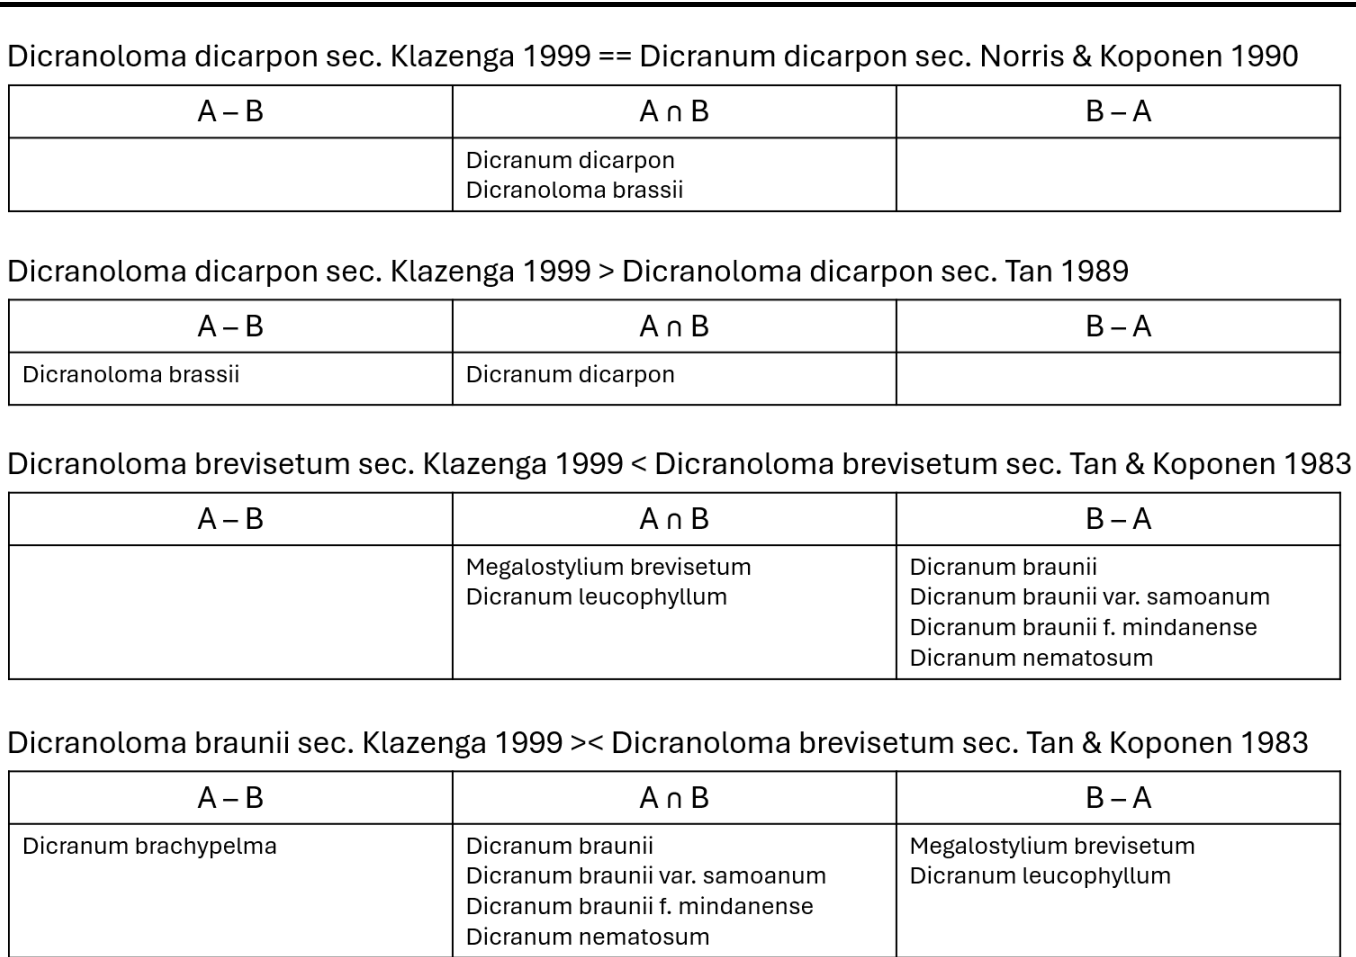 Dicranoloma dicarpon sec. Klazenga 1999 == Dicranum dicarpon sec. Norris & Koponen 1990
A – B A ∩ B B – A
Dicranum dicarpon
Dicranoloma brassii
Dicranoloma dicarpon sec. Klazenga 1999 > Dicranoloma dicarpon sec. Tan 1989
A – B A ∩ B B – A
Dicranoloma brassii Dicranum dicarpon
Dicranoloma brevisetum sec. Klazenga 1999 < Dicranoloma brevisetum sec. Tan & Koponen 1983
A – B A ∩ B B – A
Megalostylium brevisetum Dicranum braunii
Dicranum leucophyllum Dicranum braunii var. samoanum
Dicranum braunii f. mindanense
Dicranum nematosum
Dicranoloma braunii sec. Klazenga 1999 >< Dicranoloma brevisetum sec. Tan & Koponen 1983
A – B A ∩ B B – A
Dicranum brachypelma Dicranum braunii Megalostylium brevisetum
Dicranum braunii var. samoanum Dicranum leucophyllum
Dicranum braunii f. mindanense
Dicranum nematosum